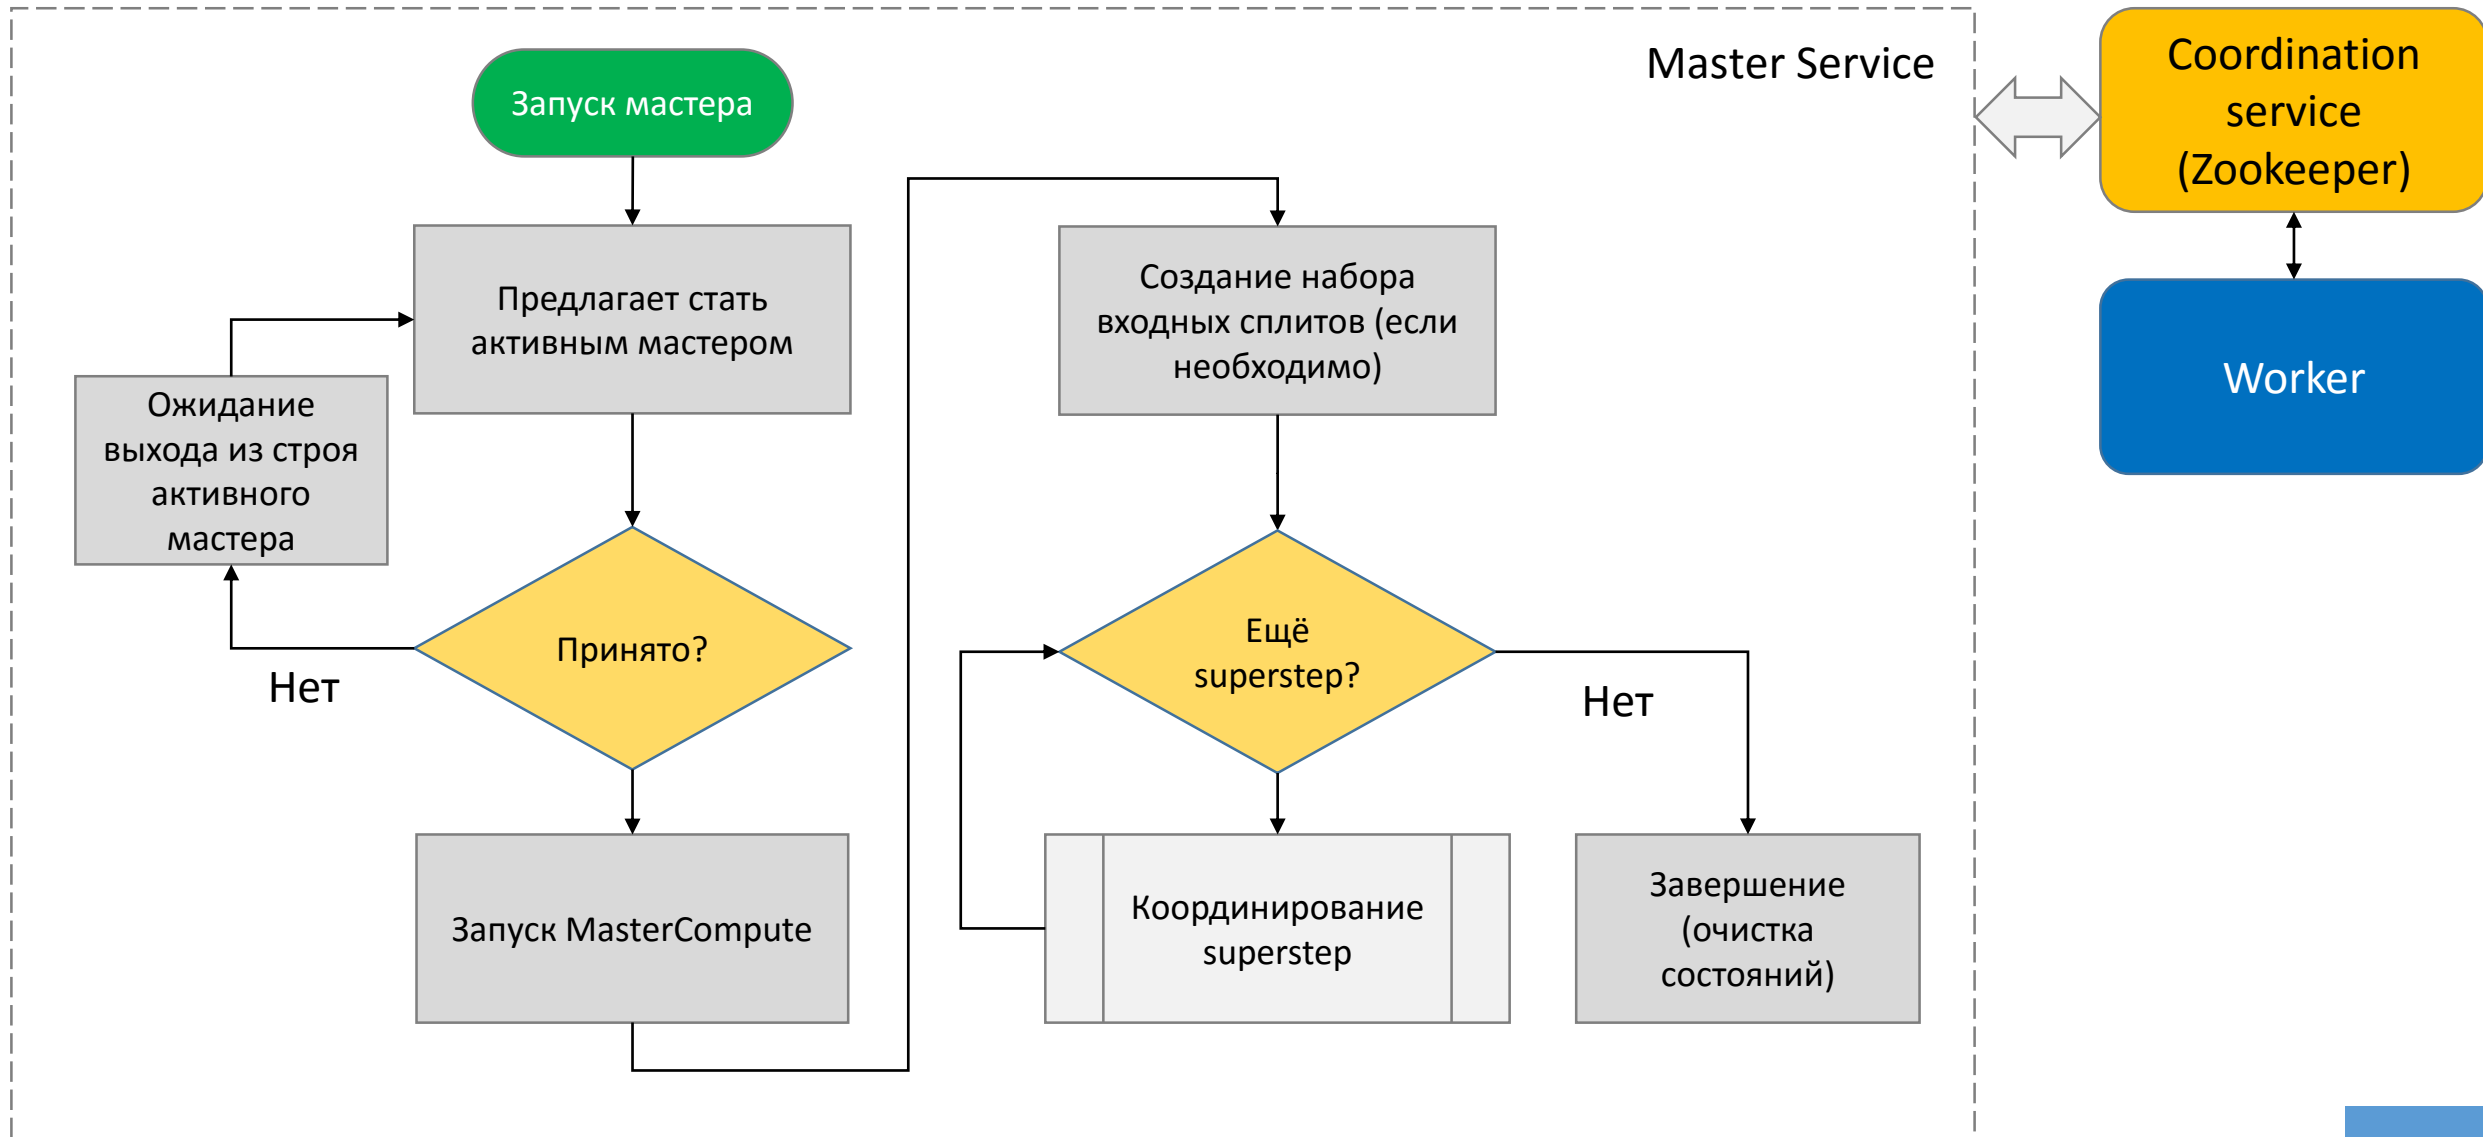 Master Service
Coordination
service
(Zookeeper)
Worker
Запуск мастера
Предлагает стать
активным мастером
Ожидание
выхода из строя
активного
мастера
Принято?
Нет
Запуск MasterCompute
Создание набора
входных сплитов (если
необходимо)
Ещё
superstep?
Нет
Координирование
superstep
Завершение
(очистка
состояний)